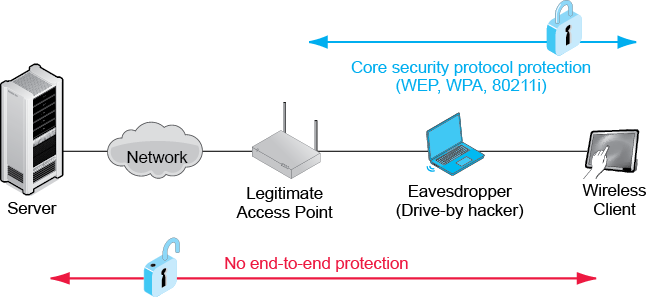 Core security protocol protection
(WEP, WPA, 80211i)
Network
Server
Legitimate
Access Point
Eavesdropper
(Drive-by hacker)
Wireless
Client
No end-to-end protection